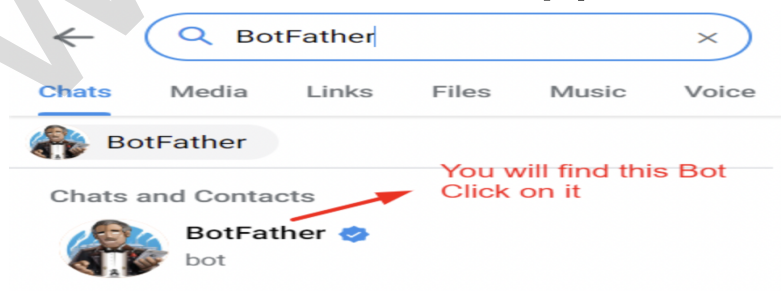 BotFather
Chats Media Links Files Music Voice
BotFather
You will find this Bot
Click on it
Chats and Contacts
BotFather
bot